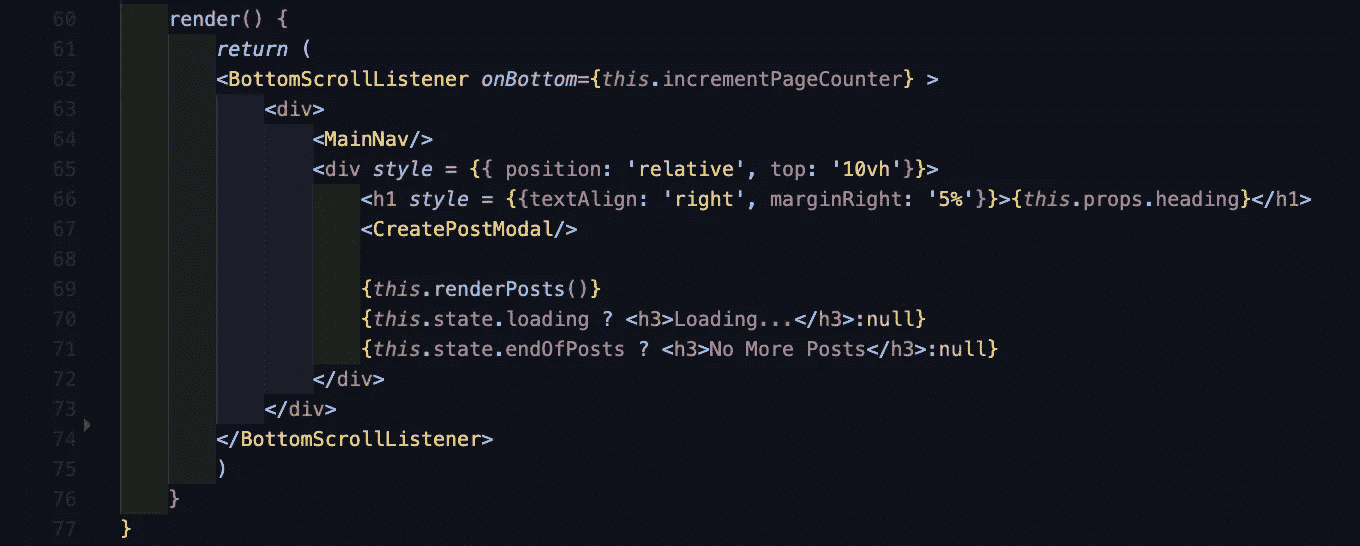 60 render() {
61 return (
62 <BottomScrollListener onBottom={this.incrementPageCounter} >
63 <div>
64 <MainNav/>
65 <div style = {{ position: 'relative', top: '10vh'}}>
66 <h1 style = {{textAlign: 'right', marginRight: '5%'}}>{this.props.heading}</h1>
67 <CreatePostModal/>
68
69 {this.renderPosts()}
70 {this.state.loading ? <h3>Loading...</h3>:null}
71 {this.state.endOfPosts ? <h3>No More Posts</h3>:null}
72 </div>
73 </div>
74 </BottomScrollListener>
75 )
76 }
77 }